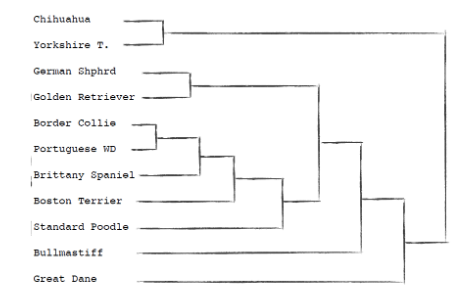 Chihuahua
Yorkshire T.
German Shphrd
Golden Retriever
Border Collie
Portuguese WD
Brittany Spaniel
Boston Terrier
Standard Poodle
Bullmastiff
Great Dane